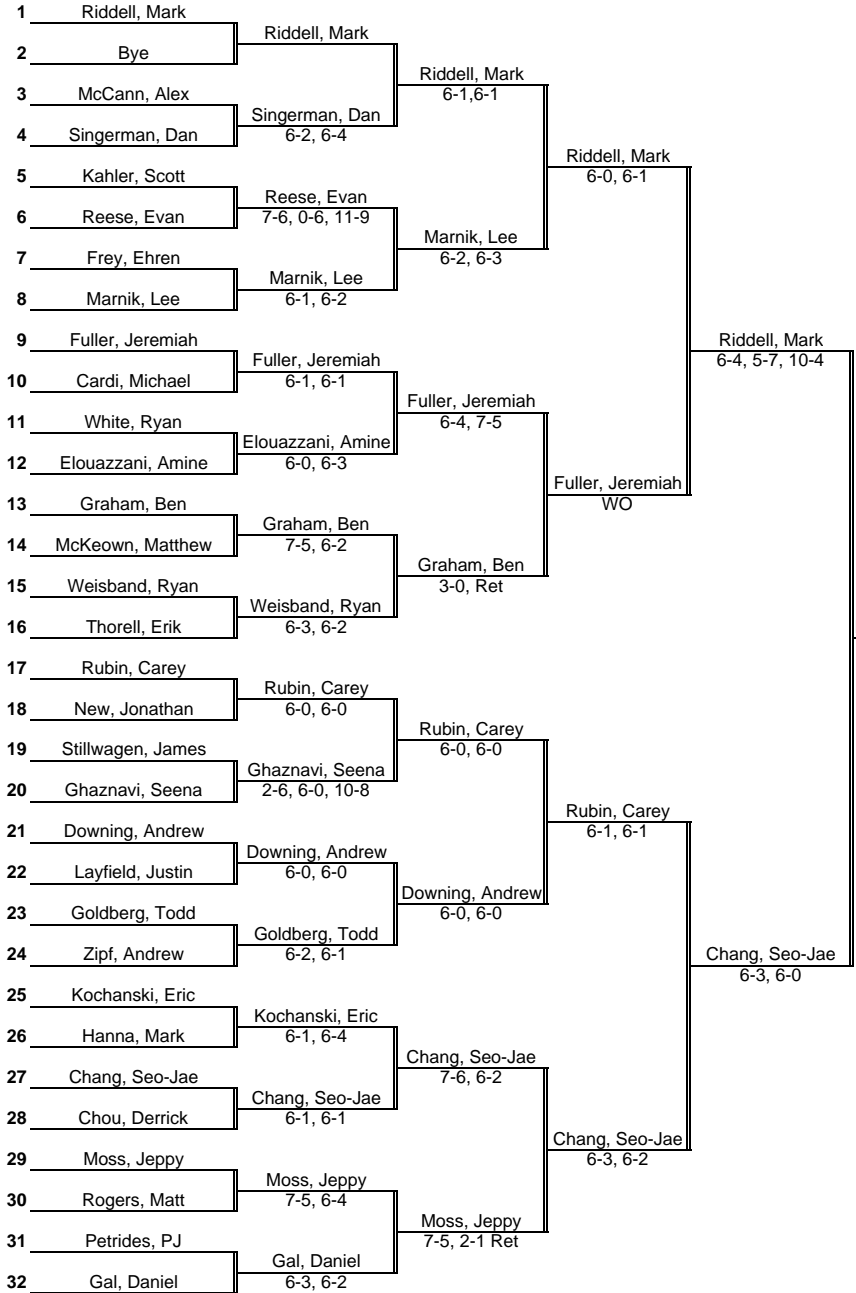 1 Riddell, Mark
Riddell, Mark
2 Bye
Riddell, Mark
6-1,6-1
3 McCann, Alex
Singerman, Dan
6-2, 6-4
4 Singerman, Dan
Riddell, Mark
6-0, 6-1
5 Kahler, Scott
Reese, Evan
7-6, 0-6, 11-9
6 Reese, Evan
Marnik, Lee
6-2, 6-3
7 Frey, Ehren
Marnik, Lee
6-1, 6-2
8 Marnik, Lee
Riddell, Mark
6-4, 5-7, 10-4
9 Fuller, Jeremiah
Fuller, Jeremiah
6-1, 6-1
10 Cardi, Michael
Fuller, Jeremiah
6-4, 7-5
11 White, Ryan
Elouazzani, Amine
6-0, 6-3
12 Elouazzani, Amine
Fuller, Jeremiah
WO
13 Graham, Ben
Graham, Ben
7-5, 6-2
14 McKeown, Matthew
Graham, Ben
3-0, Ret
15 Weisband, Ryan
Weisband, Ryan
6-3, 6-2
16 Thorell, Erik
17 Rubin, Carey
Rubin, Carey
6-0, 6-0
18 New, Jonathan
Rubin, Carey
6-0, 6-0
19 Stillwagen, James
Ghaznavi, Seena
2-6, 6-0, 10-8
20 Ghaznavi, Seena
Rubin, Carey
6-1, 6-1
21 Downing, Andrew
Downing, Andrew
6-0, 6-0
22 Layfield, Justin
Downing, Andrew
6-0, 6-0
23 Goldberg, Todd
Goldberg, Todd
6-2, 6-1
24 Zipf, Andrew
Chang, Seo-Jae
6-3, 6-0
25 Kochanski, Eric
Kochanski, Eric
6-1, 6-4
26 Hanna, Mark
Chang, Seo-Jae
7-6, 6-2
27 Chang, Seo-Jae
Chang, Seo-Jae
6-1, 6-1
28 Chou, Derrick
Chang, Seo-Jae
6-3, 6-2
29 Moss, Jeppy
Moss, Jeppy
7-5, 6-4
30 Rogers, Matt
Moss, Jeppy
7-5, 2-1 Ret
31 Petrides, PJ
Gal, Daniel
6-3, 6-2
32 Gal, Daniel